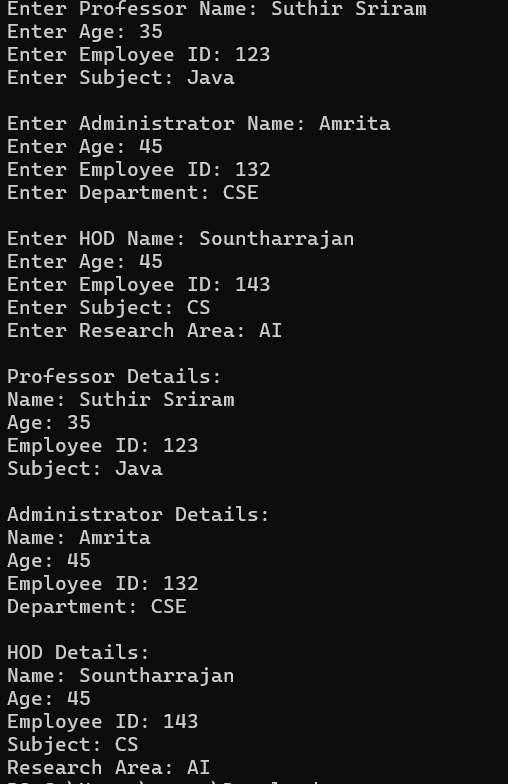 Enter Professor Name: Suthir Sriram
Enter Age: 35
Enter Employee ID: 123
Enter Subject: Java
Enter Administrator Name: Amrita
Enter Age: 45
Enter Employee ID: 132
Enter Department: CSE
Enter HOD Name: Sountharrajan
Enter Age: 45
Enter Employee ID: 143
Enter Subject: CS
Enter Research Area: AI
Professor Details:
Name: Suthir Sriram
Age: 35
Employee ID: 123
Subject: Java
Administrator Details:
Name: Amrita
Age: 45
Employee ID: 132
Department: CSE
HOD Details:
Name: Sountharrajan
Age: 45
Employee ID: 143
Subject: CS
Research Area: AI